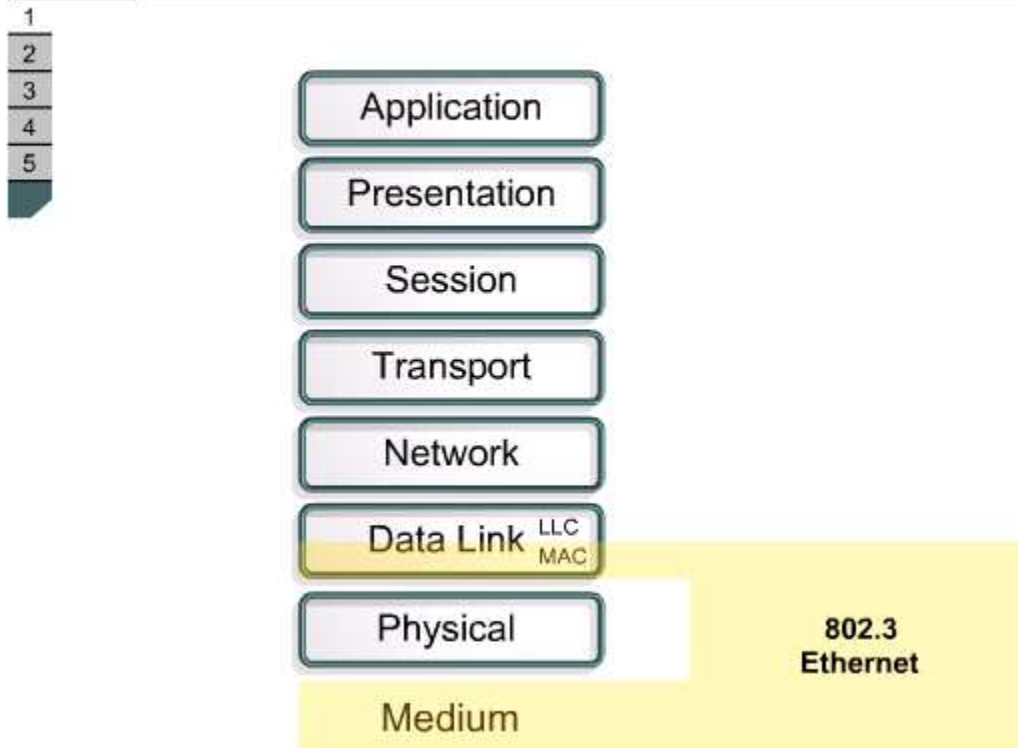 1
2
3
4
5
Application
Presentation
Session
Transport
Network
Data Link LLC
MAC
Physical
802.3
Ethernet
Medium